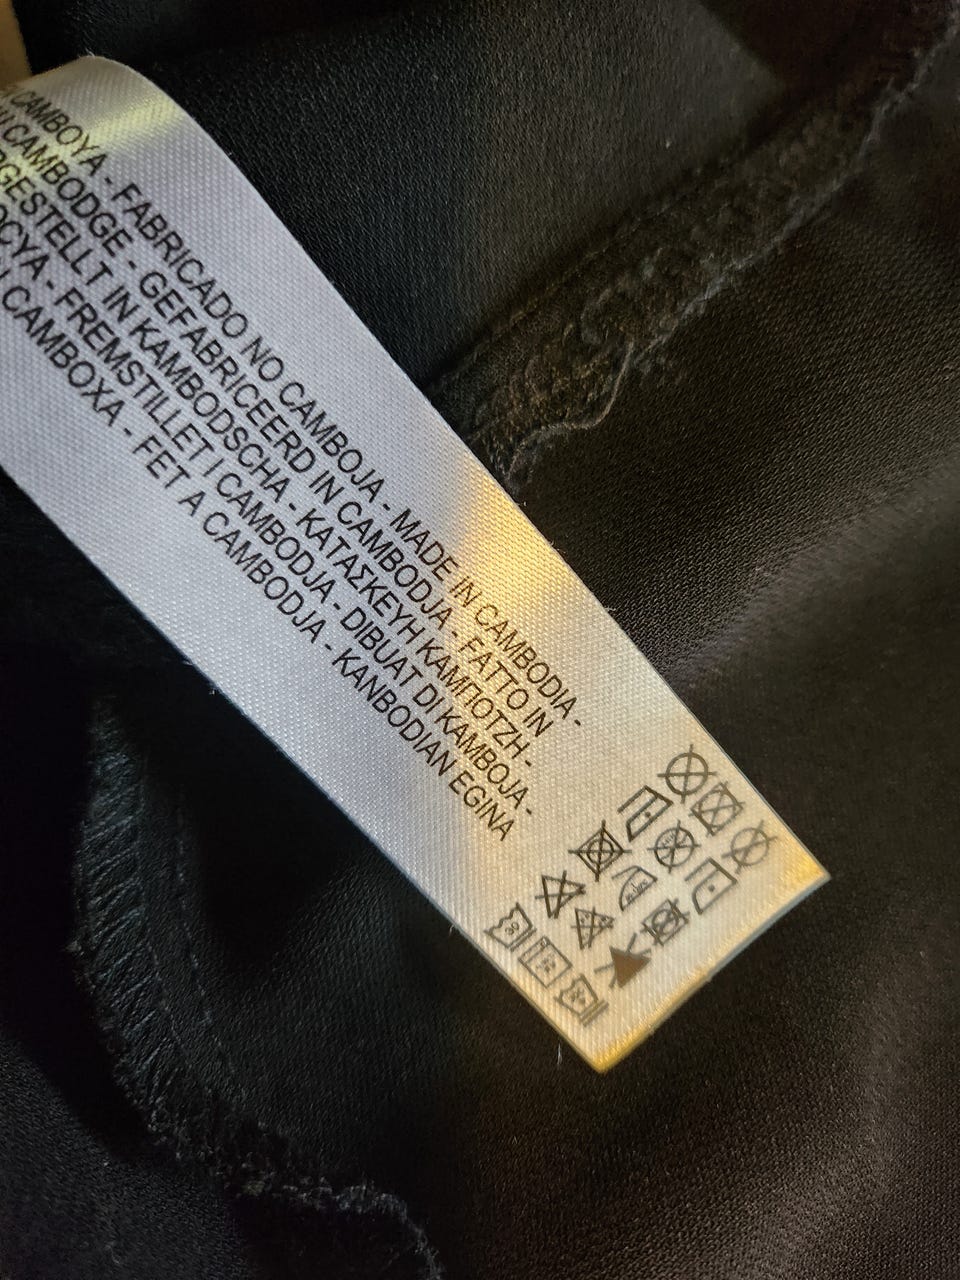 CAMBOYA - FABRICADO NO CAMBOJA - MADE IN CAMBODIA -
CAMBODGE - GEFABRICEERD IN CAMBODJA - FATTO IN
IN KAMBODSCHA - ΚΑΤΑΣΚΕΥΗ ΚΑΜΠΟΤΖΗ -
FREMSTILLET I CAMBODJA - DIBUAT DI KAMBOJA -
CAMBOXA - FET A CAMBODJA - KANBODIAN EGINA